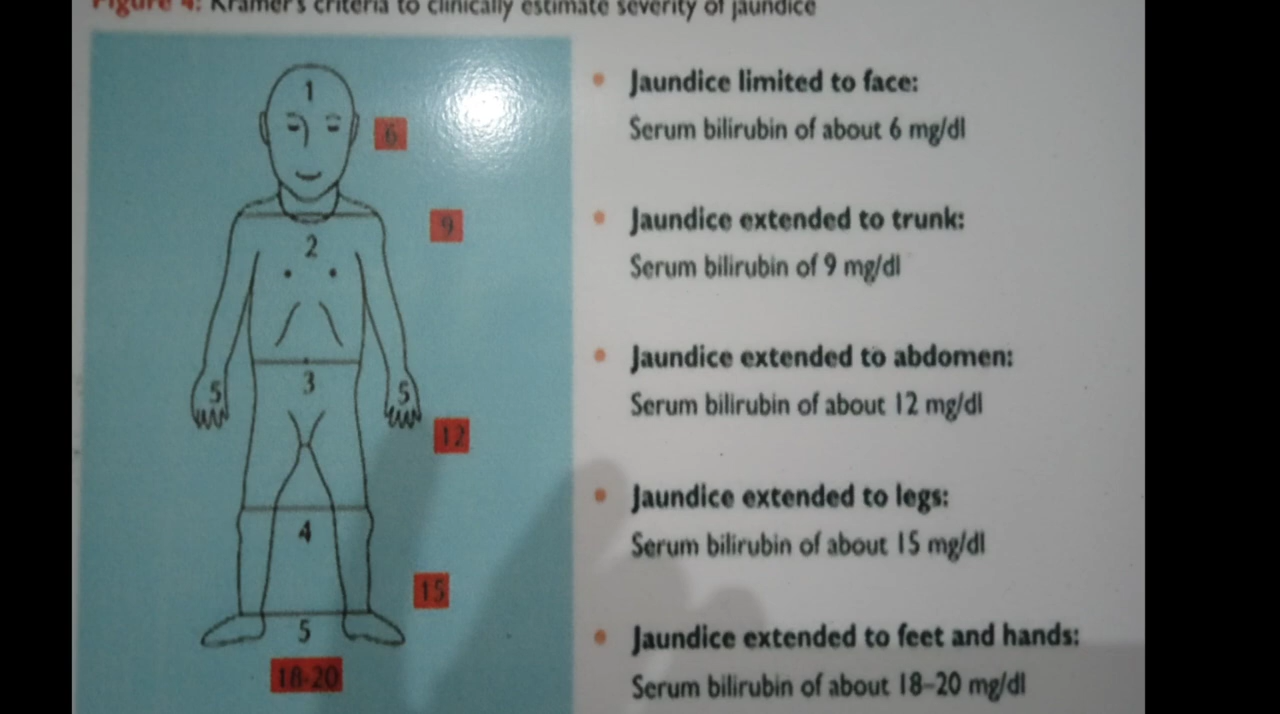 Figure 4: Kramer's criteria to clinically estimate severity of jaundice
1
6
9
2
3
5
5
12
4
15
5
18-20
• Jaundice limited to face:
Serum bilirubin of about 6 mg/dl
• Jaundice extended to trunk:
Serum bilirubin of 9 mg/dl
• Jaundice extended to abdomen:
Serum bilirubin of about 12 mg/dl
• Jaundice extended to legs:
Serum bilirubin of about 15 mg/dl
• Jaundice extended to feet and hands:
Serum bilirubin of about 18–20 mg/dl